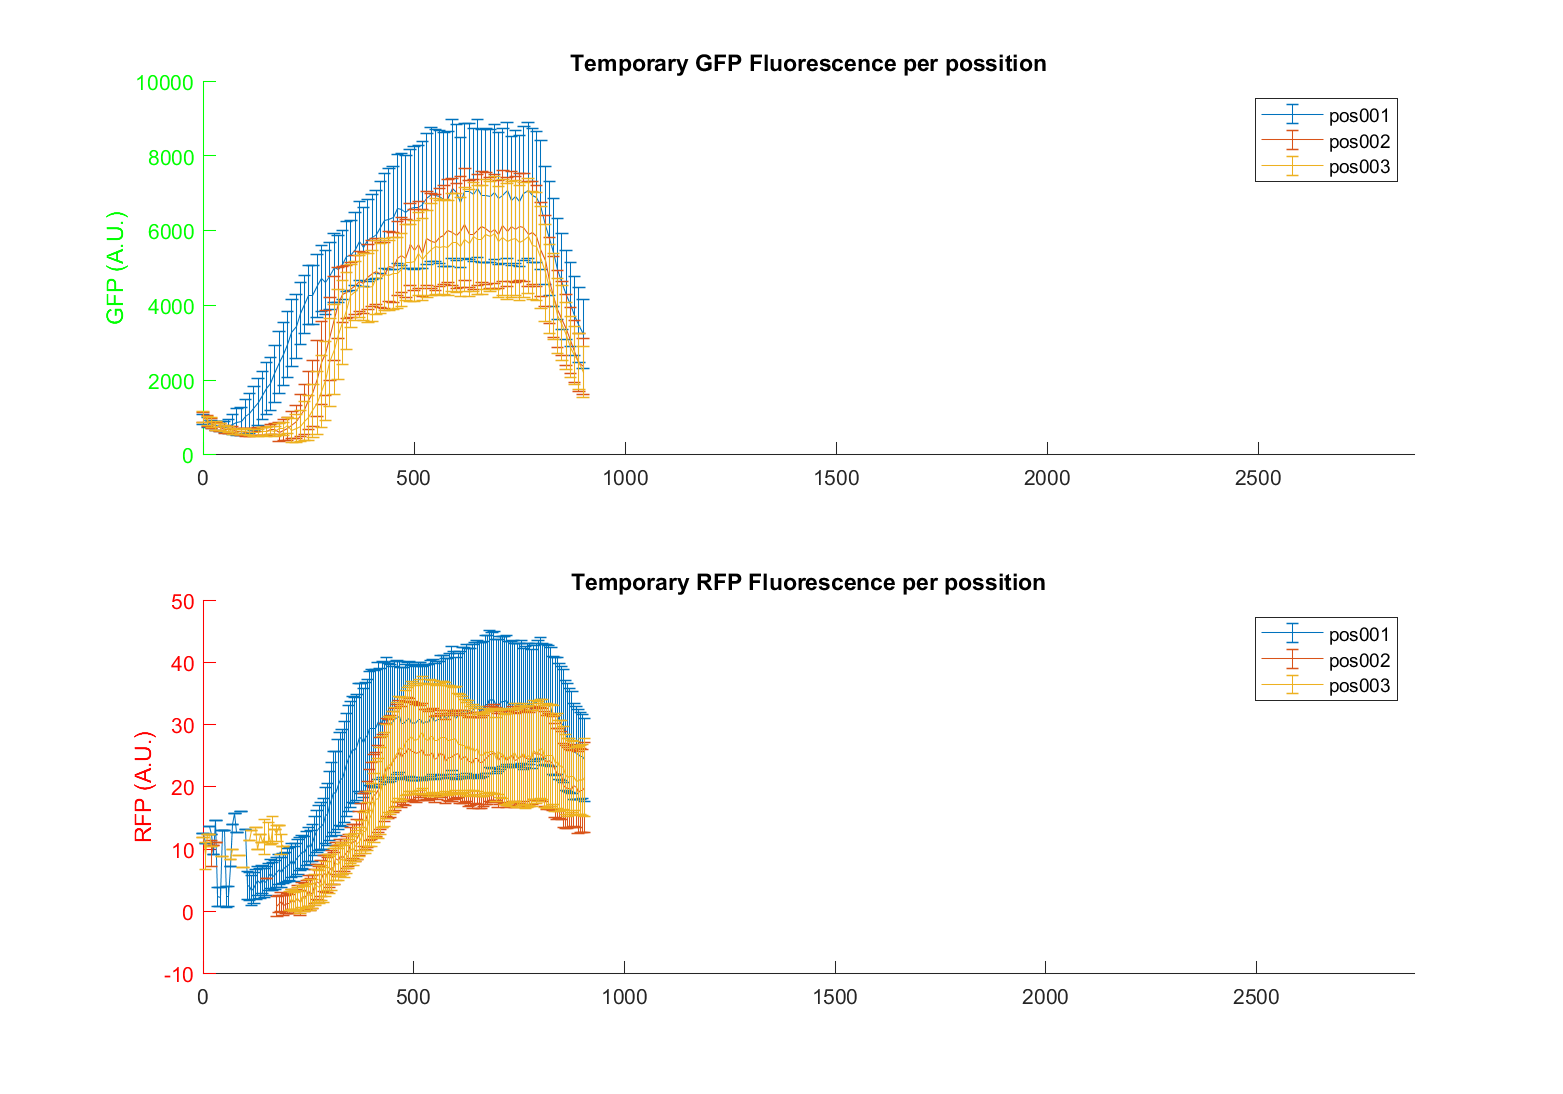 Temporary GFP Fluorescence per possition
GFP (A.U.)
10000
8000
6000
4000
2000
0
0 500 1000 1500 2000 2500
pos001
pos002
pos003
Temporary RFP Fluorescence per possition
RFP (A.U.)
50
40
30
20
10
0
-10
0 500 1000 1500 2000 2500
pos001
pos002
pos003